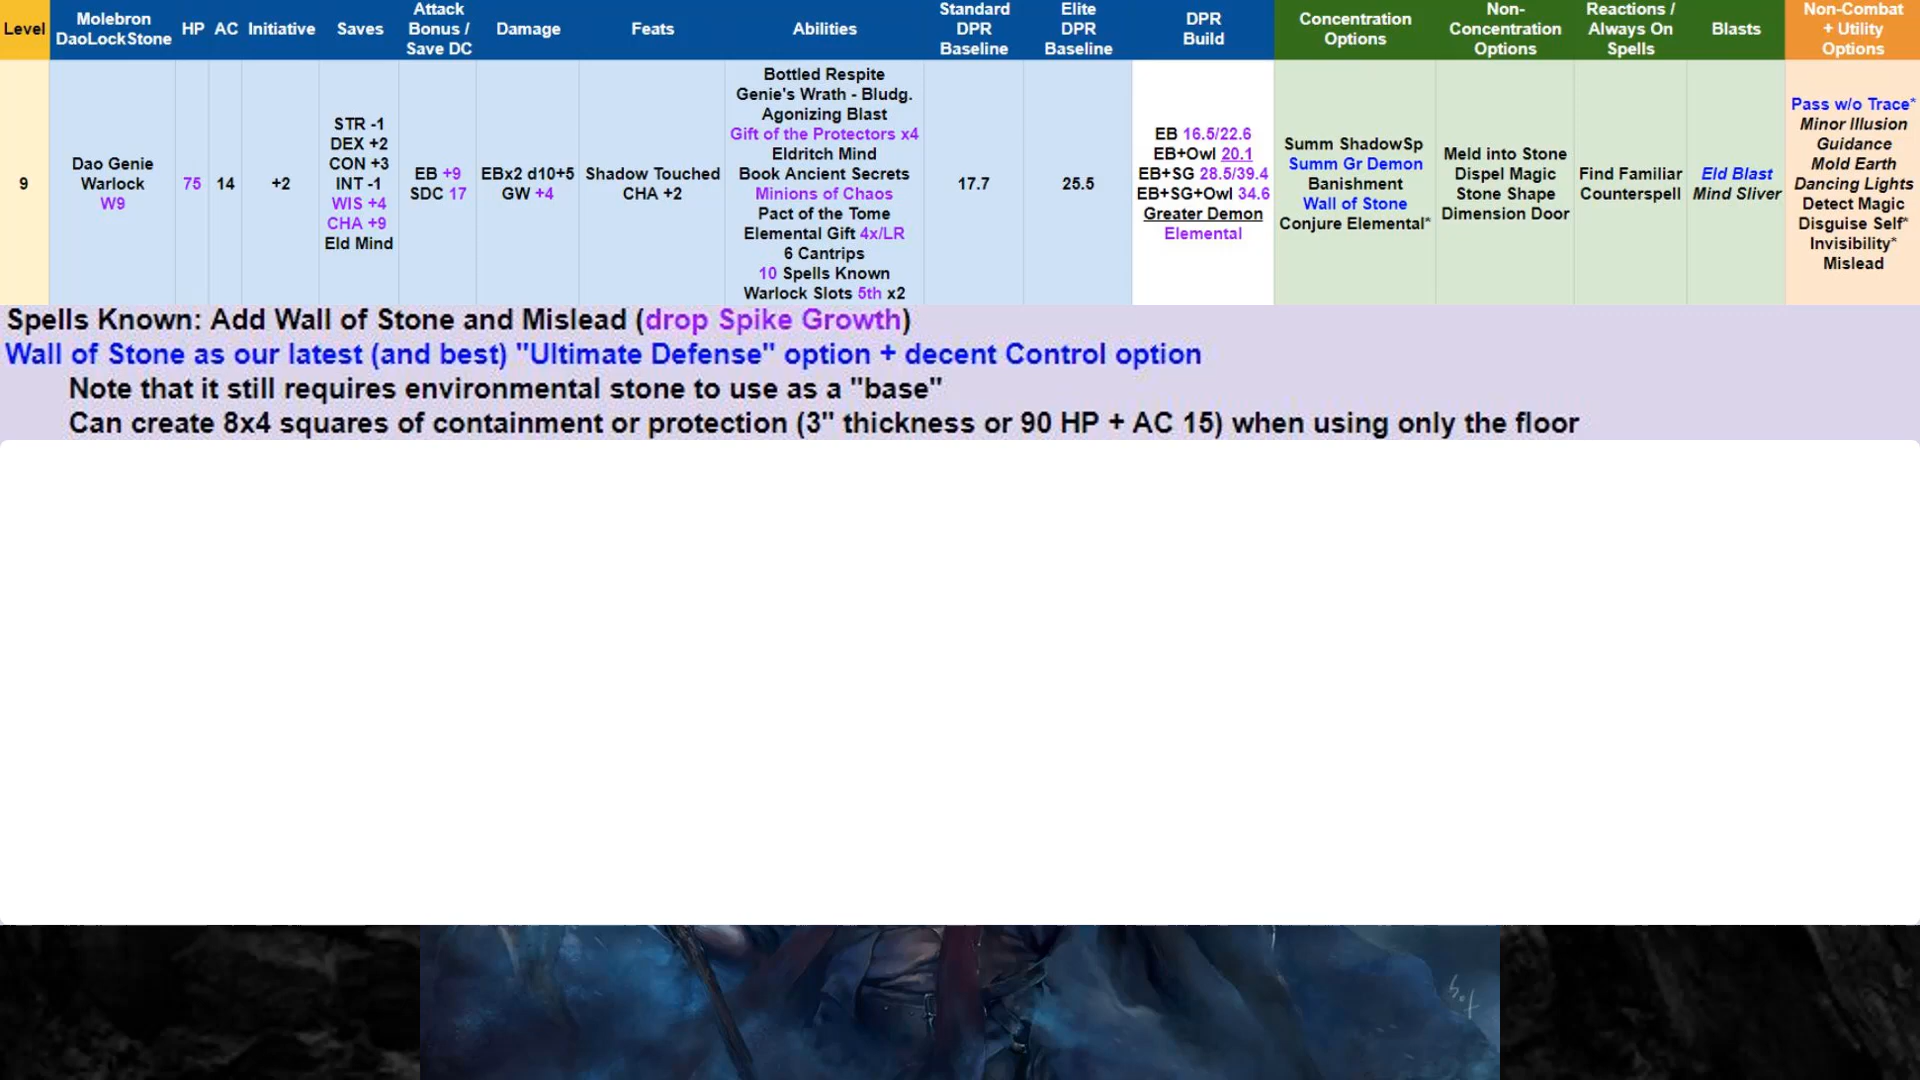 Level
Molebron
DaoLockStone
HP
AC
Initiative
Saves
Attack
Bonus /
Save DC
Damage
Feats
Abilities
Standard
DPR
Baseline
Elite
DPR
Baseline
DPR
Build
Concentration
Options
Non-
Concentration
Options
Reactions /
Always On
Spells
Blasts
Non-Combat
+ Utility
Options
9
Dao Genie
Warlock
W9
75
14
+2
STR -1
DEX +2
CON +3
INT -1
WIS +4
CHA +9
Eld Mind
EB +9
SDC 17
EBx2 d10+5
GW +4
Shadow Touched
CHA +2
Bottled Respite
Genie's Wrath - Bludg.
Agonizing Blast
Gift of the Protectors x4
Eldritch Mind
Book Ancient Secrets
Minions of Chaos
Pact of the Tome
Elemental Gift 4x/LR
6 Cantrips
10 Spells Known
Warlock Slots 5th x2
17.7
25.5
EB 16.5/22.6
EB+Owl 20.1
EB+SG 28.5/39.4
EB+SG+Owl 34.6
Greater Demon
Elemental
Summ ShadowSp
Summ Gr Demon
Banishment
Wall of Stone
Conjure Elemental*
Meld into Stone
Dispel Magic
Stone Shape
Dimension Door
Find Familiar
Counterspell
Eld Blast
Mind Sliver
Pass w/o Trace*
Minor Illusion
Guidance
Mold Earth
Dancing Lights
Detect Magic
Disguise Self*
Invisibility*
Mislead
Spells Known: Add Wall of Stone and Mislead (drop Spike Growth)
Wall of Stone as our latest (and best) "Ultimate Defense" option + decent Control option
Note that it still requires environmental stone to use as a "base"
Can create 8x4 squares of containment or protection (3" thickness or 90 HP + AC 15) when using only the floor